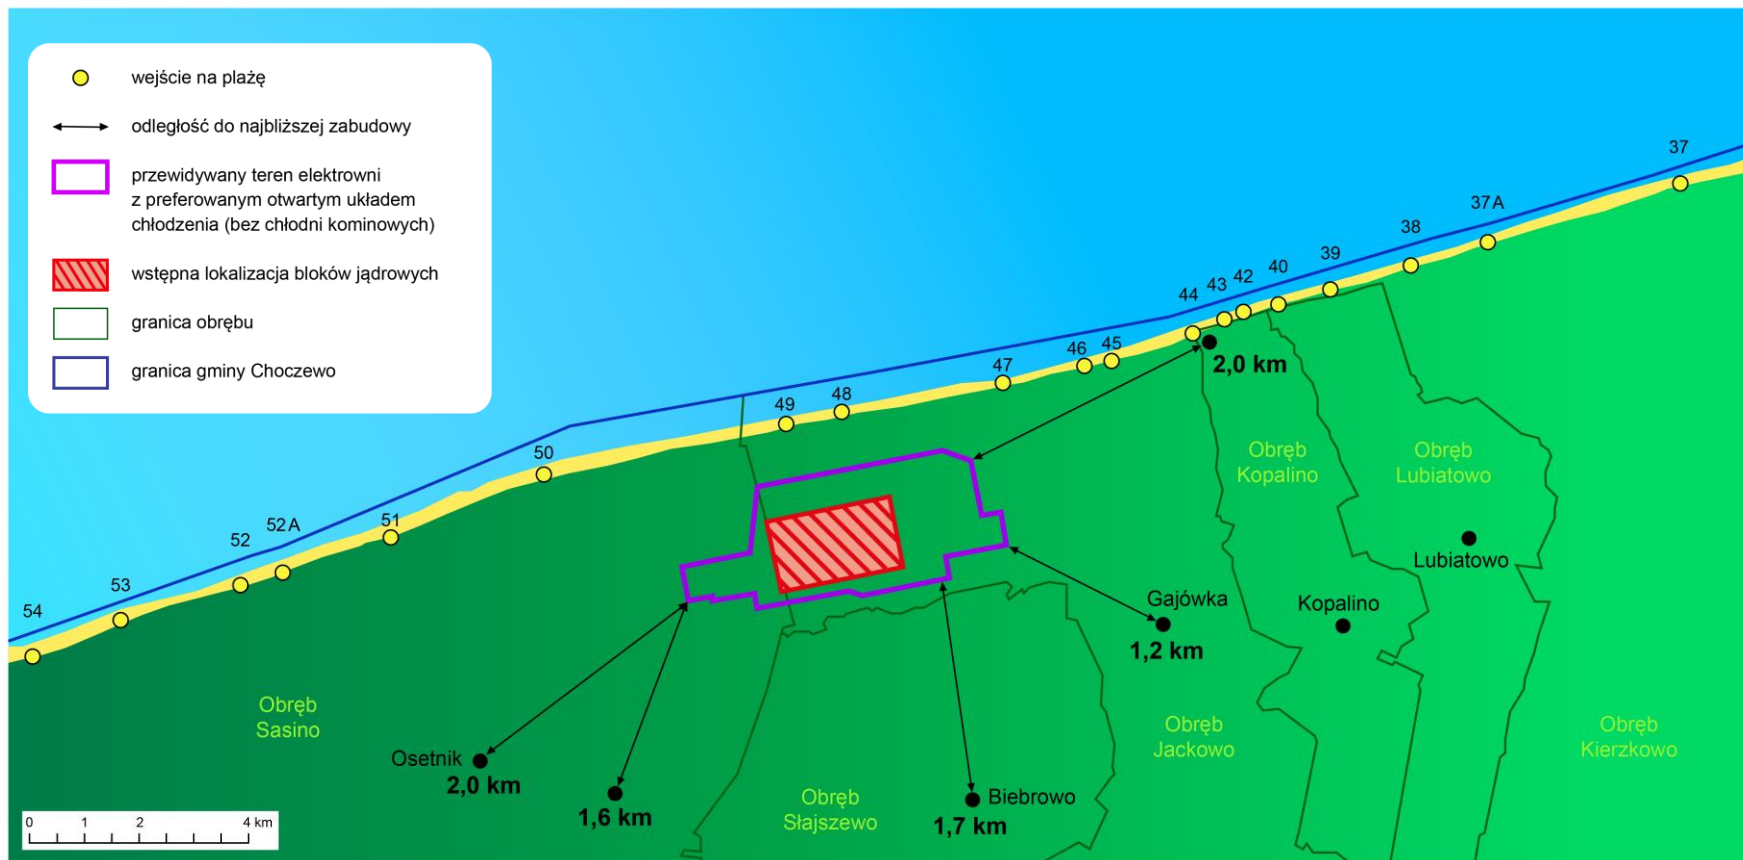 wejście na plażę
odległość do najbliższej zabudowy
przewidywany teren elektrowni
z preferowanym otwartym układem
chłodzenia (bez chłodni kominowych)
wstępna lokalizacja bloków jądrowych
granica obrębu
granica gminy Choczewo
37
37A
38
39
40
42
43
44
45
46
47
48
49
50
51
52A
52
53
54
2,0 km
Obręb
Kopalino
Obręb
Lubiatowo
Lubiatowo
Gajówka
1,2 km
Kopalino
Obręb
Sasino
Obręb
Jackowo
Obręb
Kierzkowo
Osetnik
2,0 km
1,6 km
Obręb
Słajszewo
Biebrowo
1,7 km
0 1 2 4 km